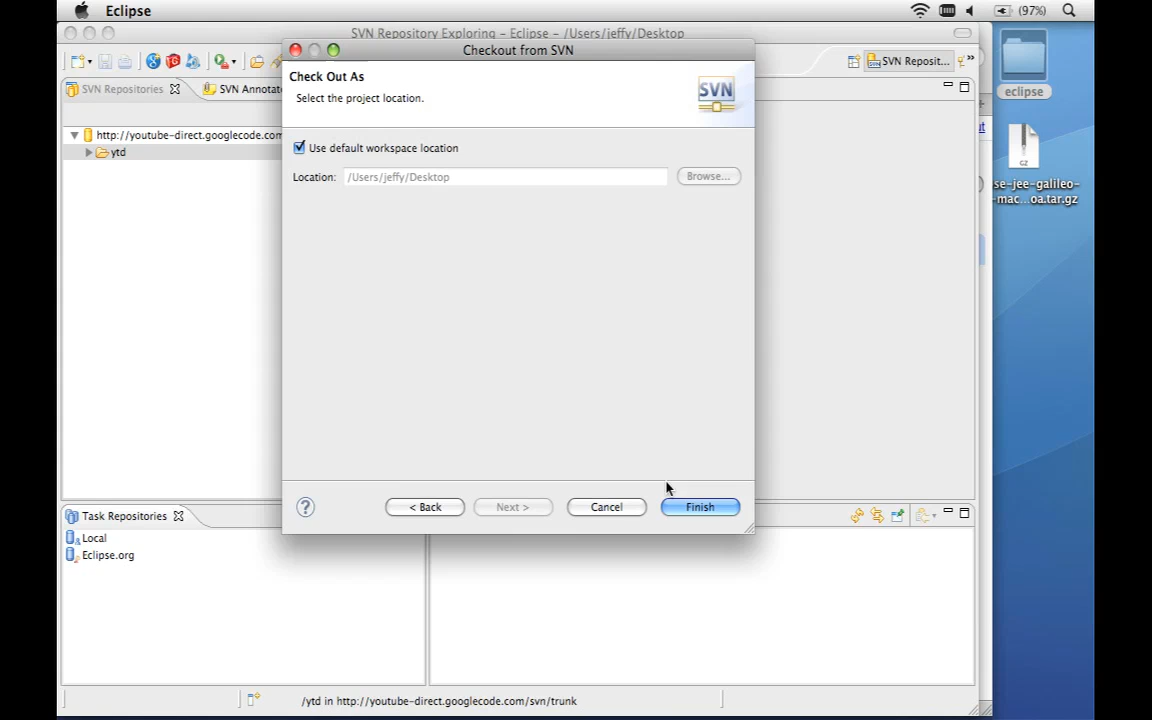 Eclipse
(97%)
SVN Repository Exploring – Eclipse – /Users/jeffy/Desktop
Checkout from SVN
SVN Reposit...
»
eclipse
SVN Repositories
SVN Annotat
Check Out As
Select the project location.
SVN
http://youtube-direct.googlecode.com
ytd
Use default workspace location
Location:
/Users/jeffy/Desktop
Browse...
GZ
se-jee-galileo-
-mac...oa.tar.gz
?
< Back
Next >
Cancel
Finish
Task Repositories
Local
Eclipse.org
/ytd in http://youtube-direct.googlecode.com/svn/trunk